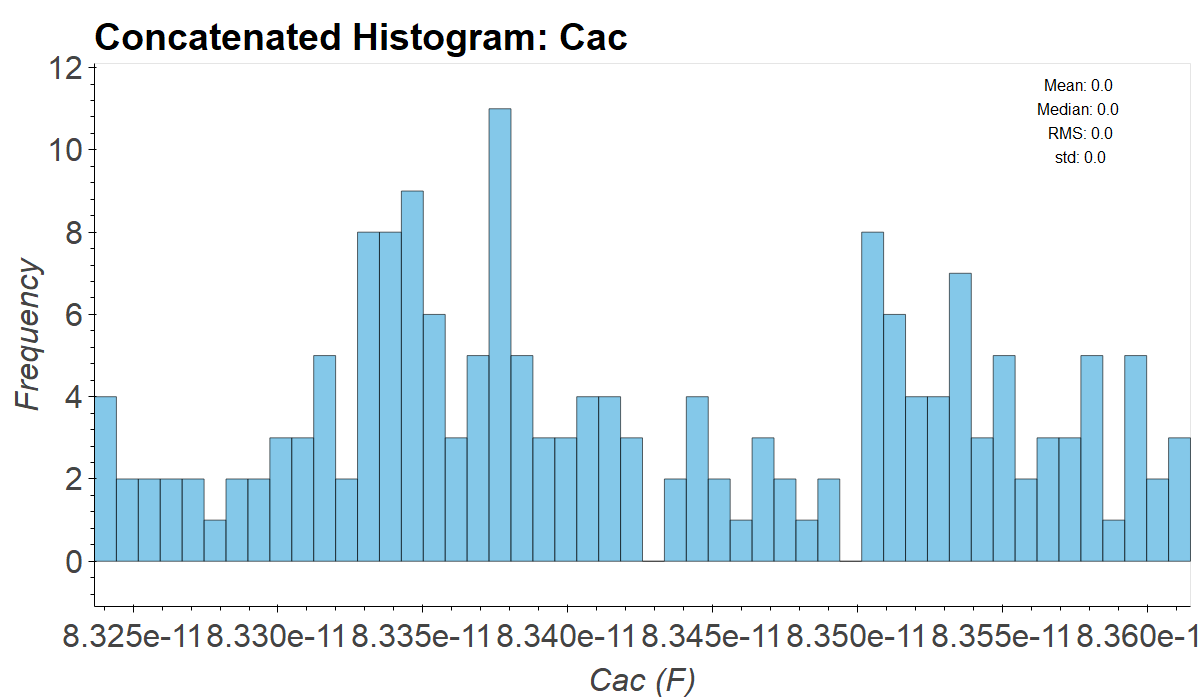 Concatenated Histogram: Cac
Mean: 0.0
Median: 0.0
RMS: 0.0
std: 0.0
12
10
8
6
4
2
0
Frequency
8.325e-11 8.330e-11 8.335e-11 8.340e-11 8.345e-11 8.350e-11 8.355e-11 8.360e-1
Cac (F)